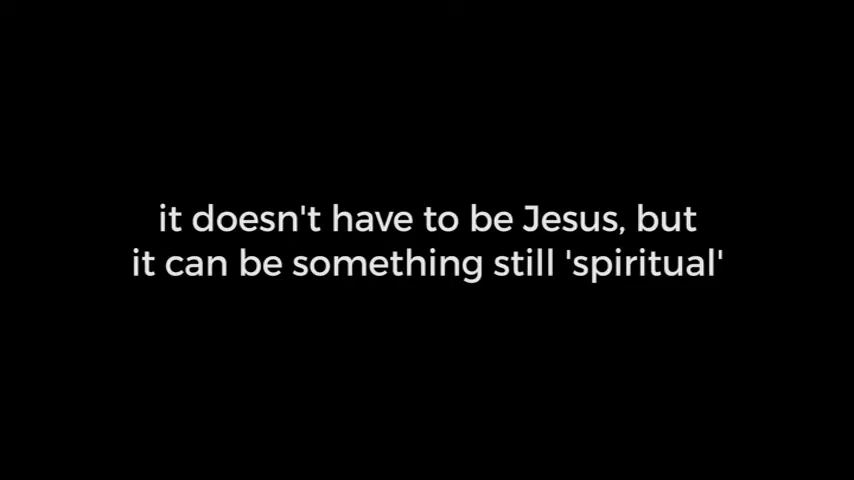 it doesn't have to be Jesus, but
it can be something still 'spiritual'